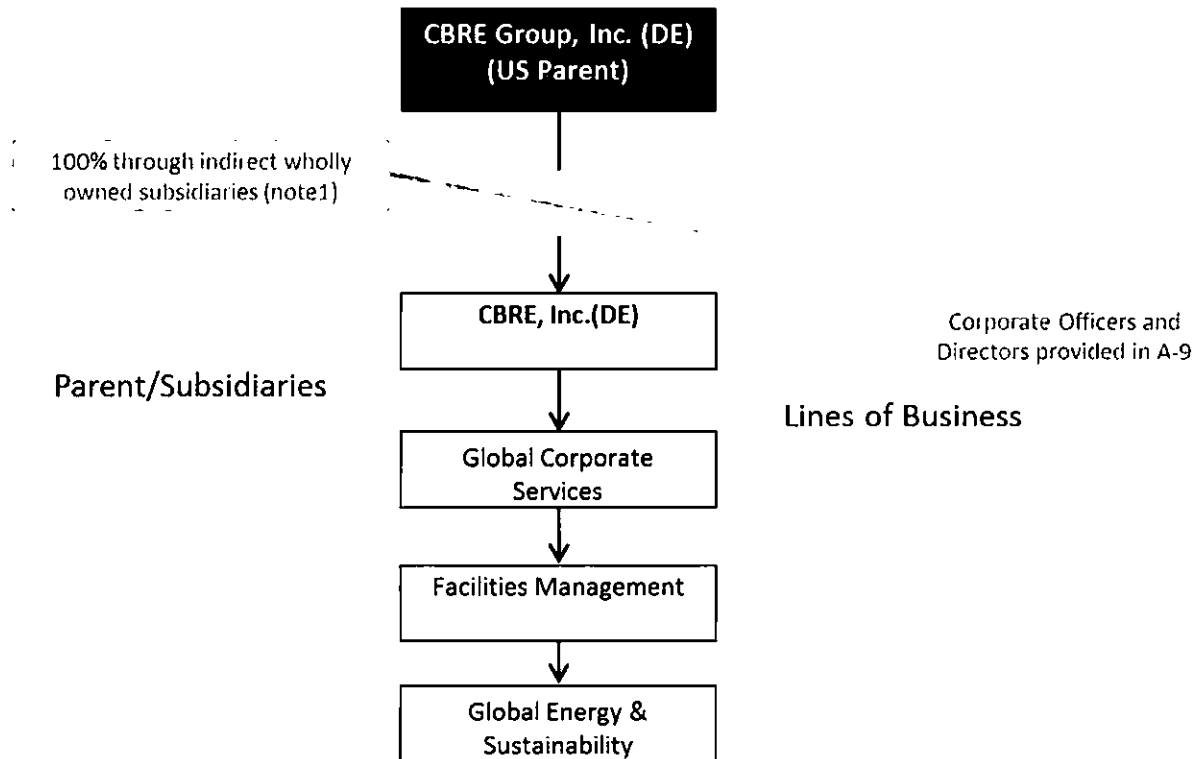 CBRE Group, Inc. (DE)
(US Parent)
100% through indirect wholly
owned subsidiaries (note1)
CBRE, Inc.(DE)
Corporate Officers and
Directors provided in A-9
Parent/Subsidiaries
Lines of Business
Global Corporate
Services
Facilities Management
Global Energy &
Sustainability